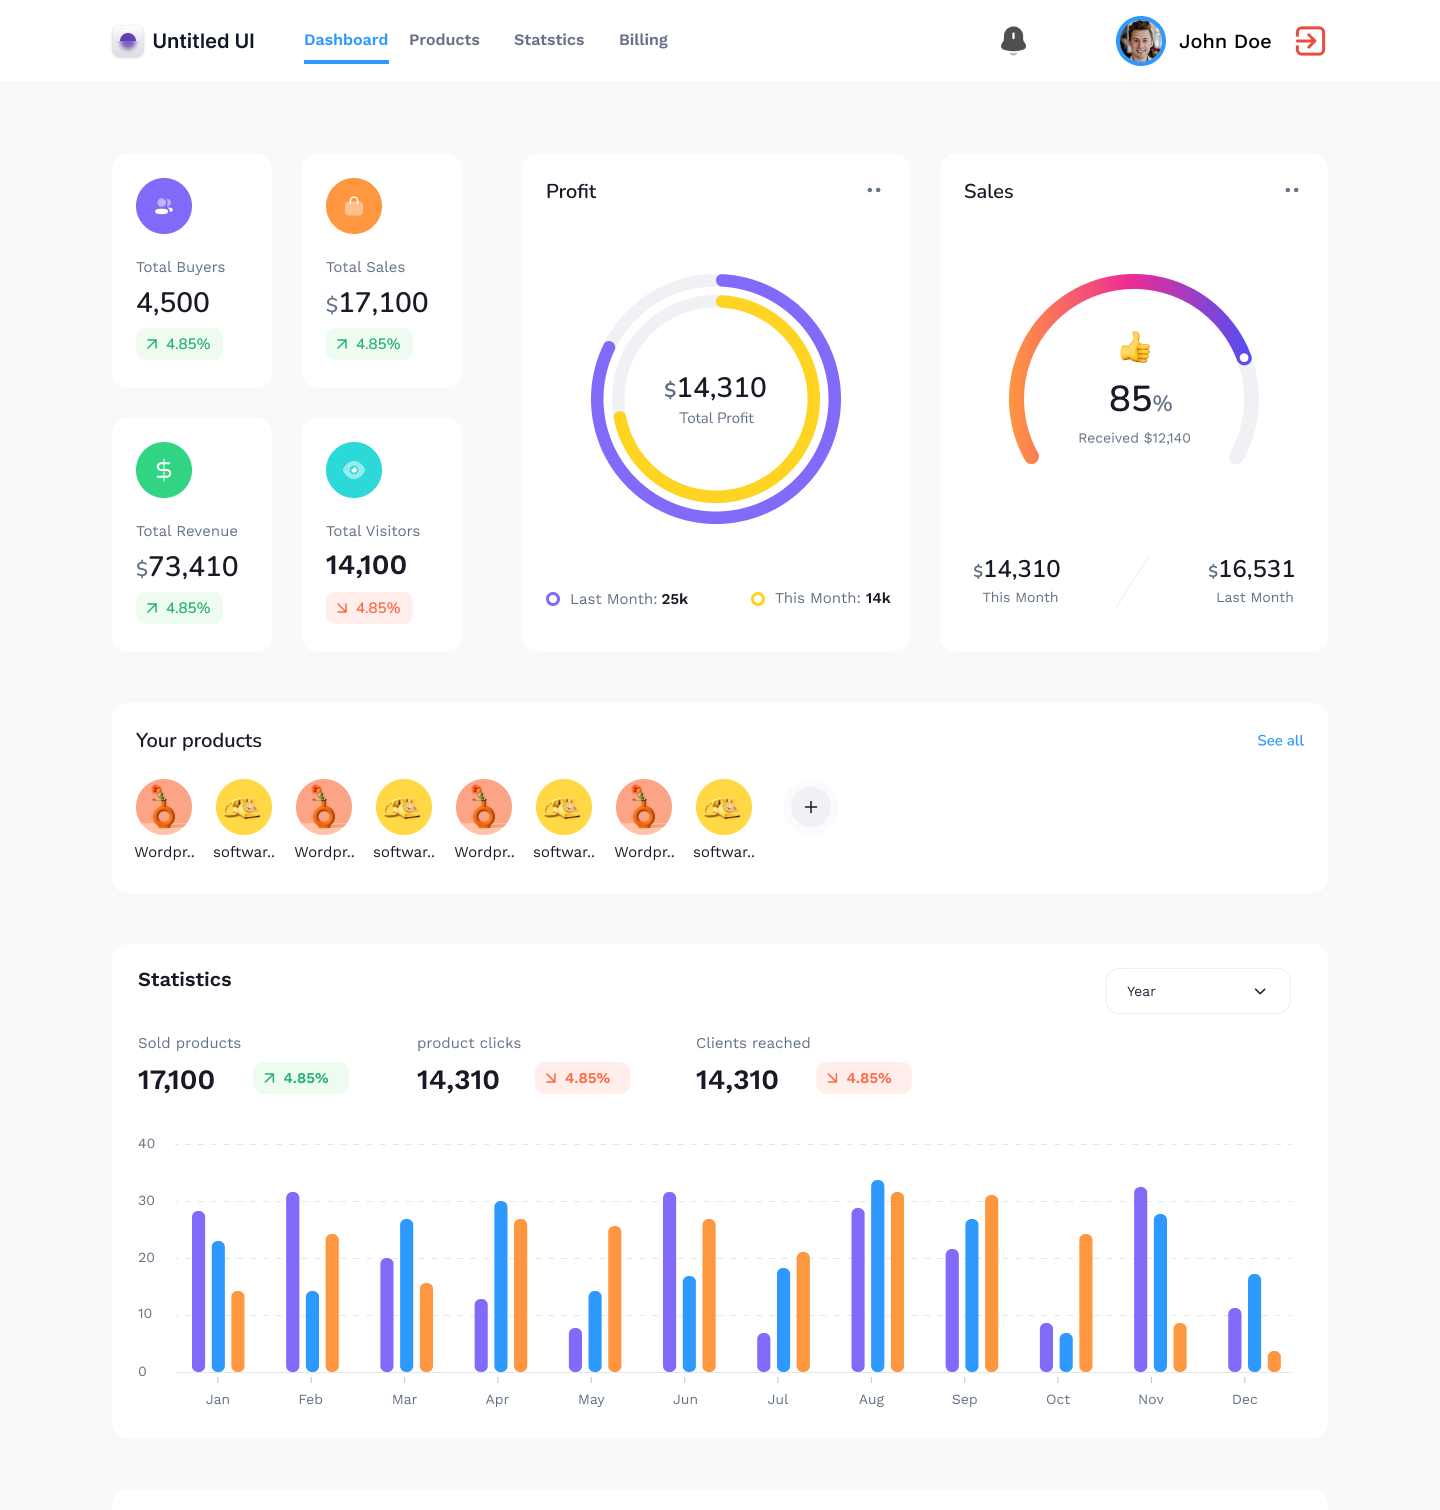 Untitled UI
Dashboard
Products
Statstics
Billing
John Doe
Total Buyers
4,500
4.85%
Total Sales
$17,100
4.85%
Total Revenue
$73,410
4.85%
Total Visitors
14,100
4.85%
Profit
$14,310
Total Profit
Last Month: 25k
This Month: 14k
Sales
85%
Received $12,140
$14,310
This Month
$16,531
Last Month
Your products
See all
Wordpr..
softwar..
Wordpr..
softwar..
Wordpr..
softwar..
Wordpr..
softwar..
Statistics
Year
Sold products
17,100
4.85%
product clicks
14,310
4.85%
Clients reached
14,310
4.85%
40
30
20
10
0
Jan
Feb
Mar
Apr
May
Jun
Jul
Aug
Sep
Oct
Nov
Dec